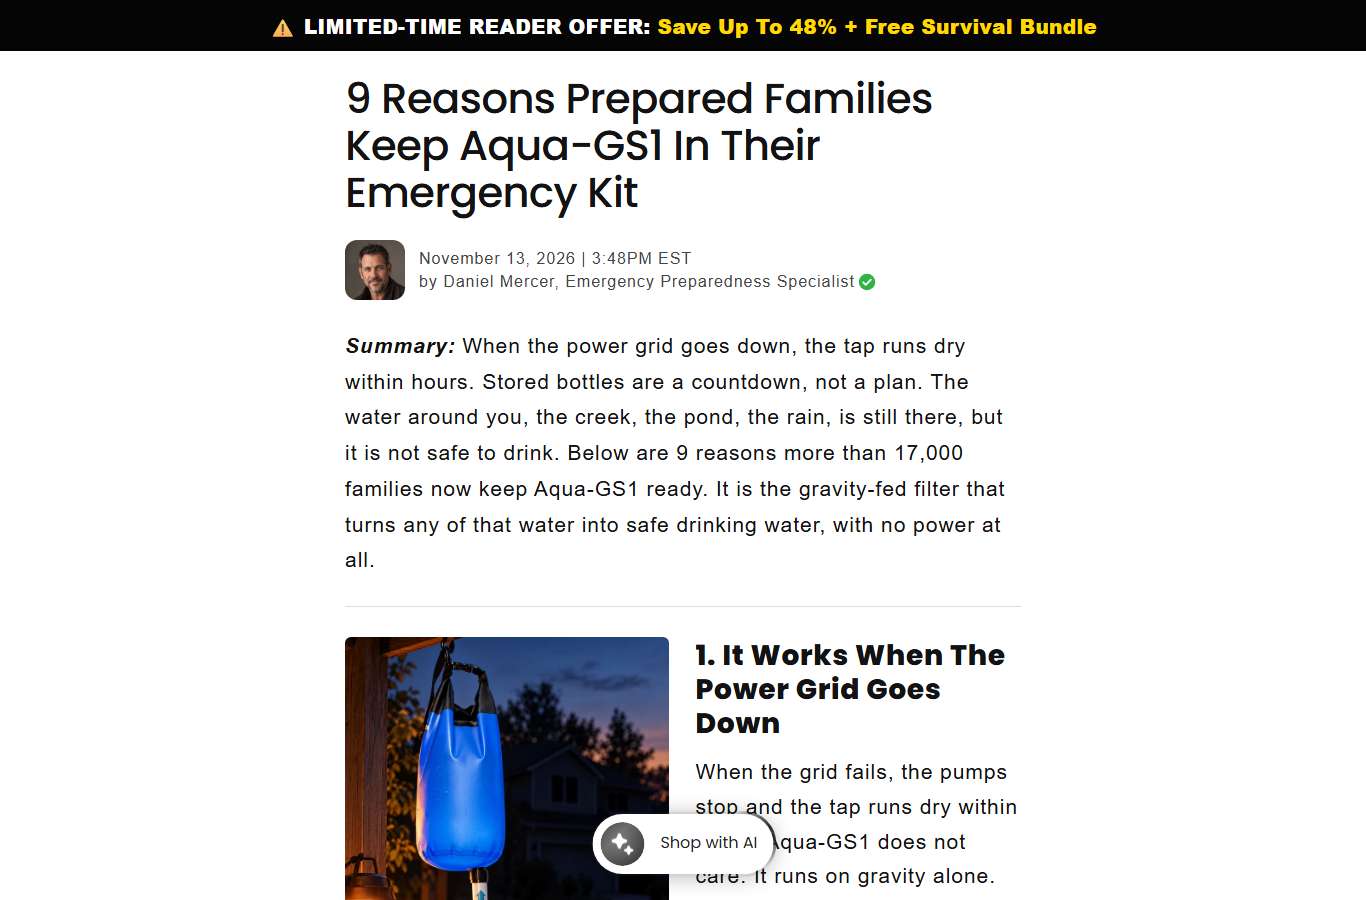 ⚠️ LIMITED-TIME READER OFFER: Save Up To 48% + Free Survival Bundle
9 Reasons Prepared Families
Keep Aqua-GS1 In Their
Emergency Kit
November 13, 2026 | 3:48PM EST
by Daniel Mercer, Emergency Preparedness Specialist
Summary: When the power grid goes down, the tap runs dry
within hours. Stored bottles are a countdown, not a plan. The
water around you, the creek, the pond, the rain, is still there, but
it is not safe to drink. Below are 9 reasons more than 17,000
families now keep Aqua-GS1 ready. It is the gravity-fed filter that
turns any of that water into safe drinking water, with no power at
all.
1. It Works When The
Power Grid Goes
Down
When the grid fails, the pumps
stop and the tap runs dry within
Aqua-GS1 does not
care. It runs on gravity alone.
Shop with AI